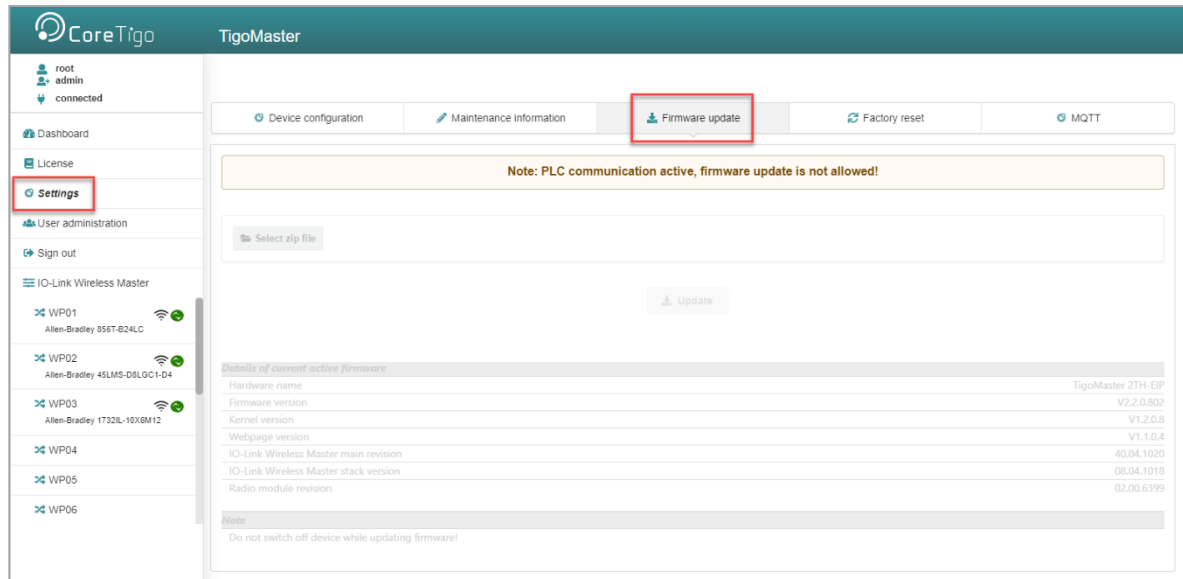 CoreTigo
TigoMaster
root
admin
connected
Dashboard
License
Settings
User administration
Sign out
IO-Link Wireless Master
WP01
Allen-Bradley 856T-B24LC
WP02
Allen-Bradley 45LMS-D8LGC1-D4
WP03
Allen-Bradley 1732IL-10X6M12
WP04
WP05
WP06
Device configuration
Maintenance information
Firmware update
Factory reset
MQTT
Note: PLC communication active, firmware update is not allowed!
Select zip file
Update
Details of current active firmware
Hardware name TigoMaster 2TH-EIP
Firmware version V2.2.0.802
Kernel version V1.2.0.8
Webpage version V1.1.0.4
IO-Link Wireless Master main revision 40.04.1020
IO-Link Wireless Master stack version 08.04.1018
Radio module revision 02.00.6399
Note
Do not switch off device while updating firmware!